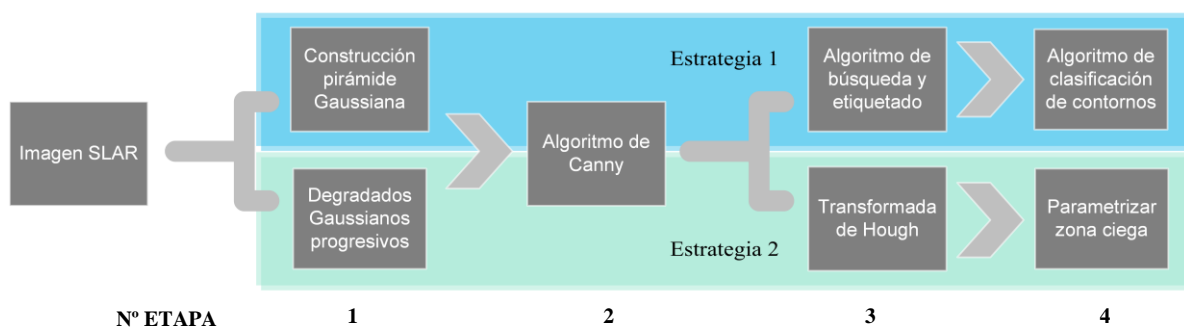 Imagen SLAR
Construcción
pirámide
Gaussiana
Degradados
Gaussianos
progresivos
Algoritmo de
Canny
Estrategia 1
Algoritmo de
búsqueda y
etiquetado
Algoritmo de
clasificación
de contornos
Estrategia 2
Transformada
de Hough
Parametrizar
zona ciega
Nº ETAPA 1 2 3 4